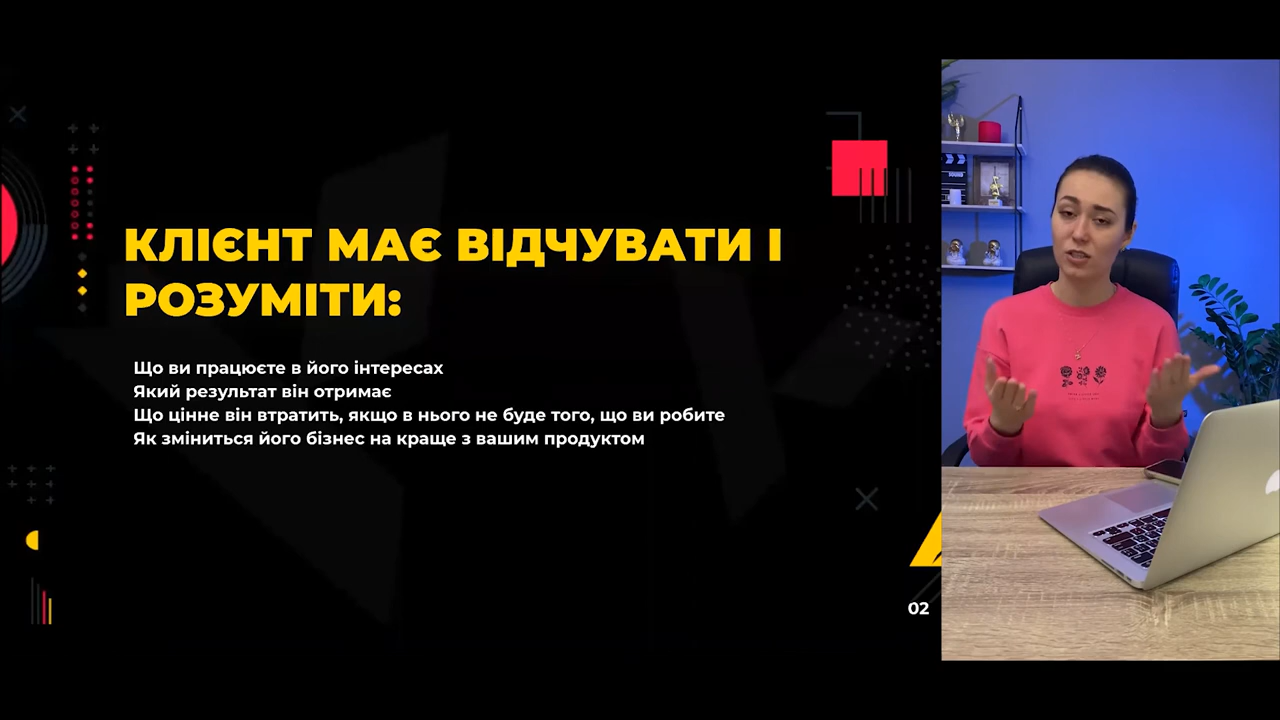 КЛІЄНТ МАЄ ВІДЧУВАТИ І
РОЗУМІТИ:
Що ви працюєте в його інтересах
Який результат він отримає
Що цінне він втратить, якщо в нього не буде того, що ви робите
Як зміниться його бізнес на краще з вашим продуктом
02